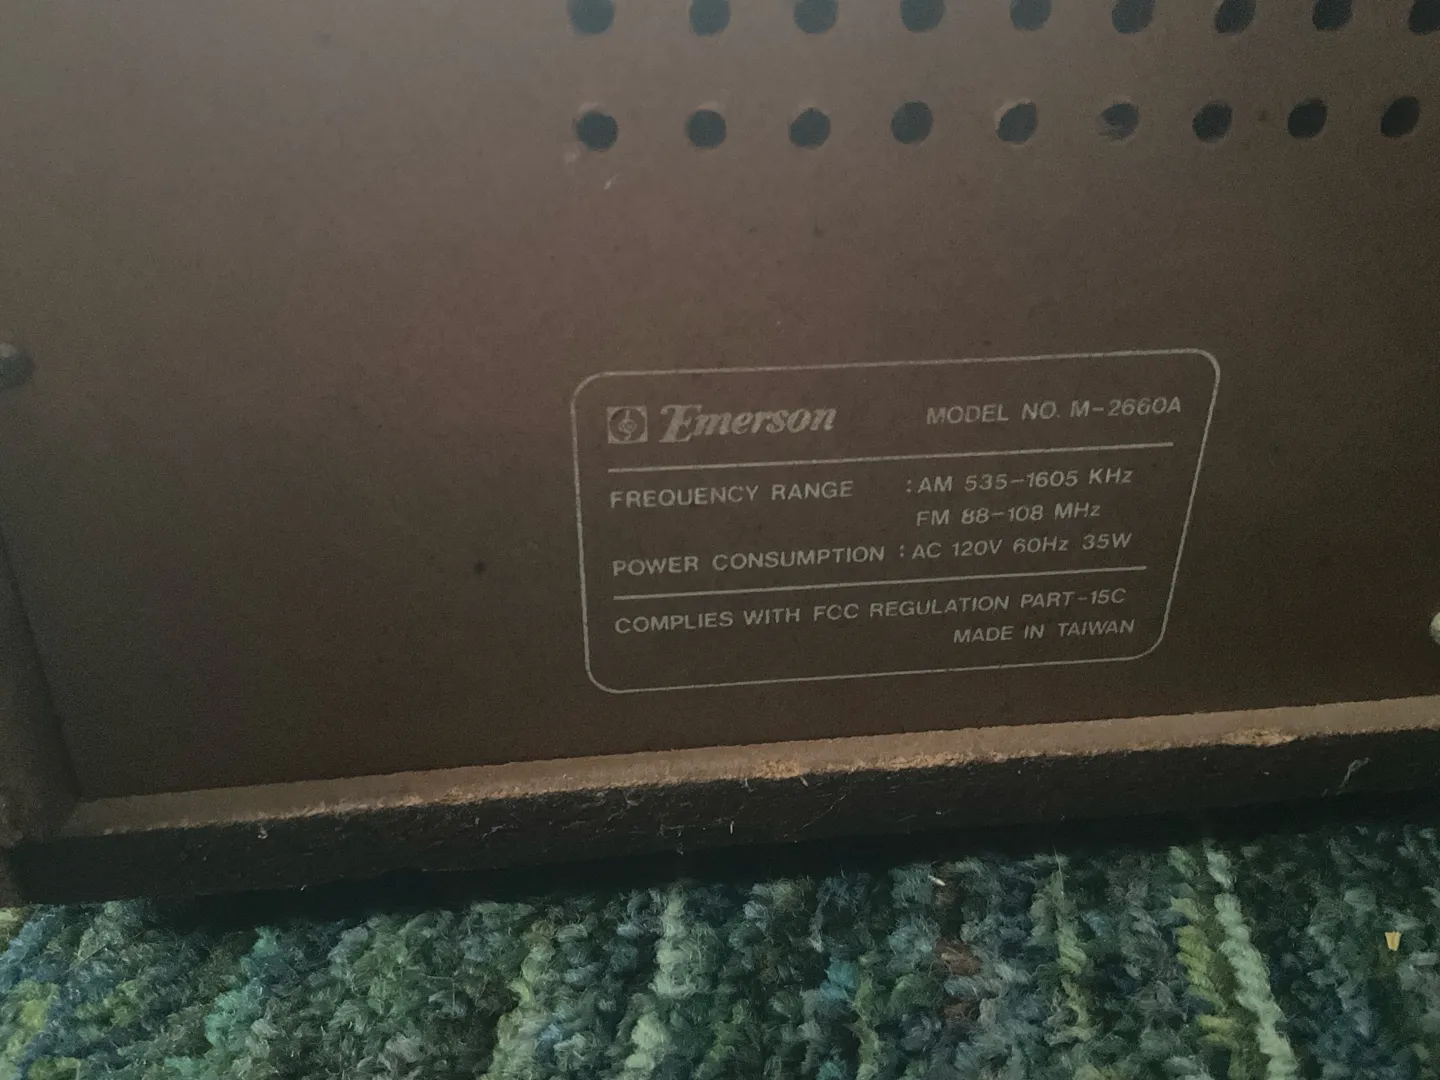 Emerson MODEL NO. M-2660A
FREQUENCY RANGE : AM 535-1605 KHz
FM 88-108 MHz
POWER CONSUMPTION : AC 120V 60Hz 35W
COMPLIES WITH FCC REGULATION PART-15C
MADE IN TAIWAN